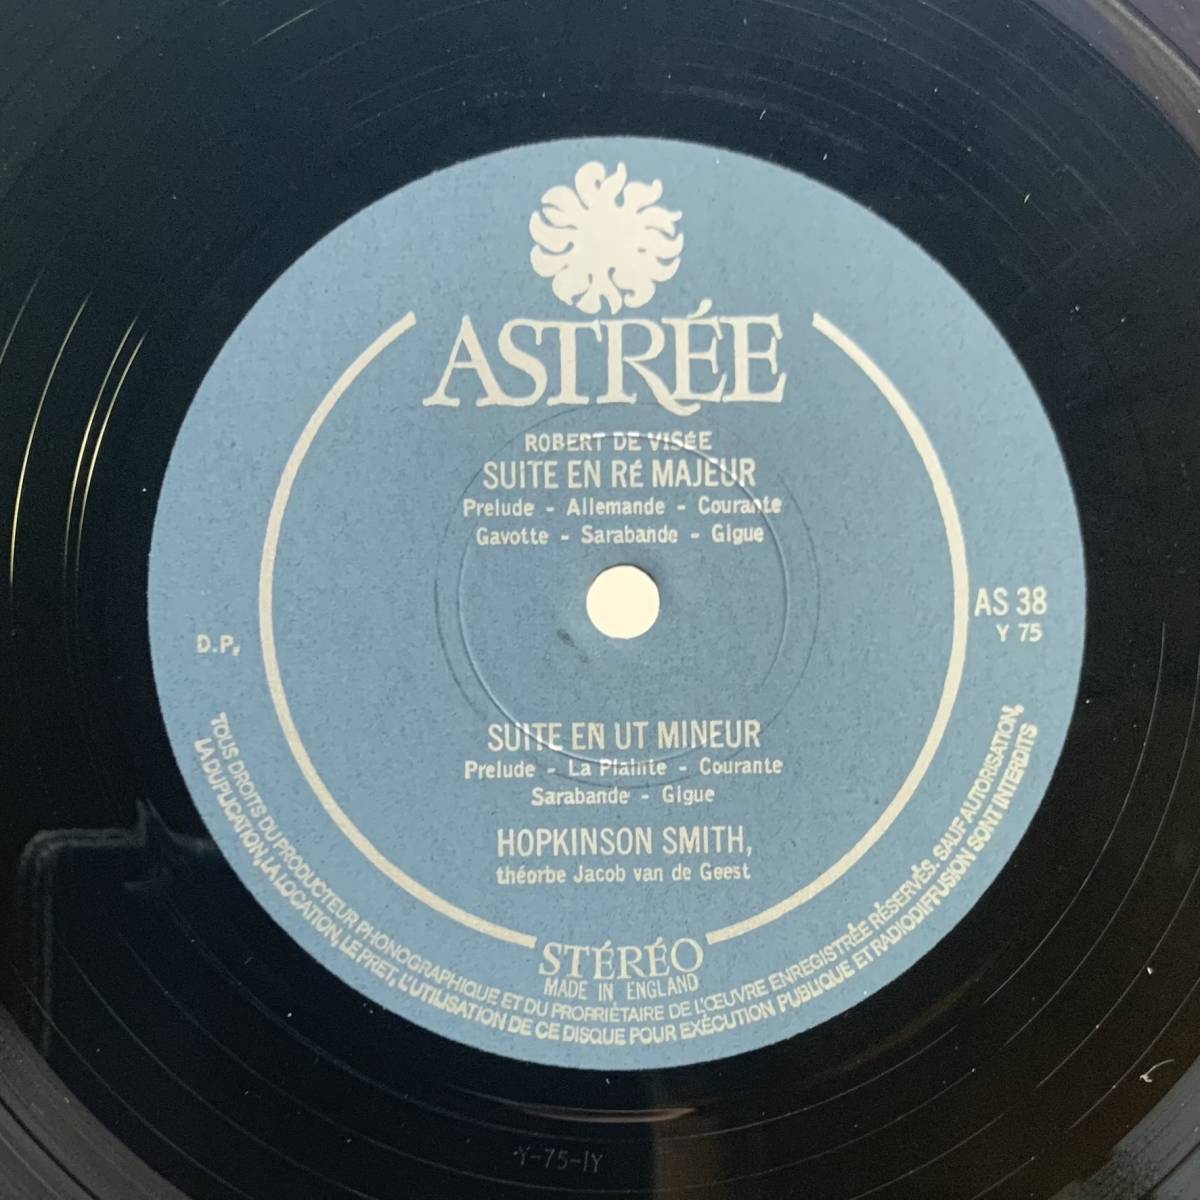 ASTRÉE
ROBERT DE VISÉE
SUITE EN RÉ MAJEUR
Prelude - Allemande - Courante
Gavotte - Sarabande - Gigue
AS 38
Y 75
D.P.
SUITE EN UT MINEUR
Prelude - La Plainte - Courante
Sarabande - Gigue
HOPKINSON SMITH,
théorbe Jacob van de Geest
STÉRÉO
MADE IN ENGLAND
TOUS DROITS DU PRODUCTEUR PHONOGRAPHIQUE ET DU PROPRIÉTAIRE DE L'ŒUVRE ENREGISTRÉE RÉSERVÉS. SAUF AUTORISATION,
LA DUPLICATION, LA LOCATION, LE PRET, L'UTILISATION DE CE DISQUE POUR EXÉCUTION PUBLIQUE ET RADIODIFFUSION SONT INTERDITS
Y-75-1Y